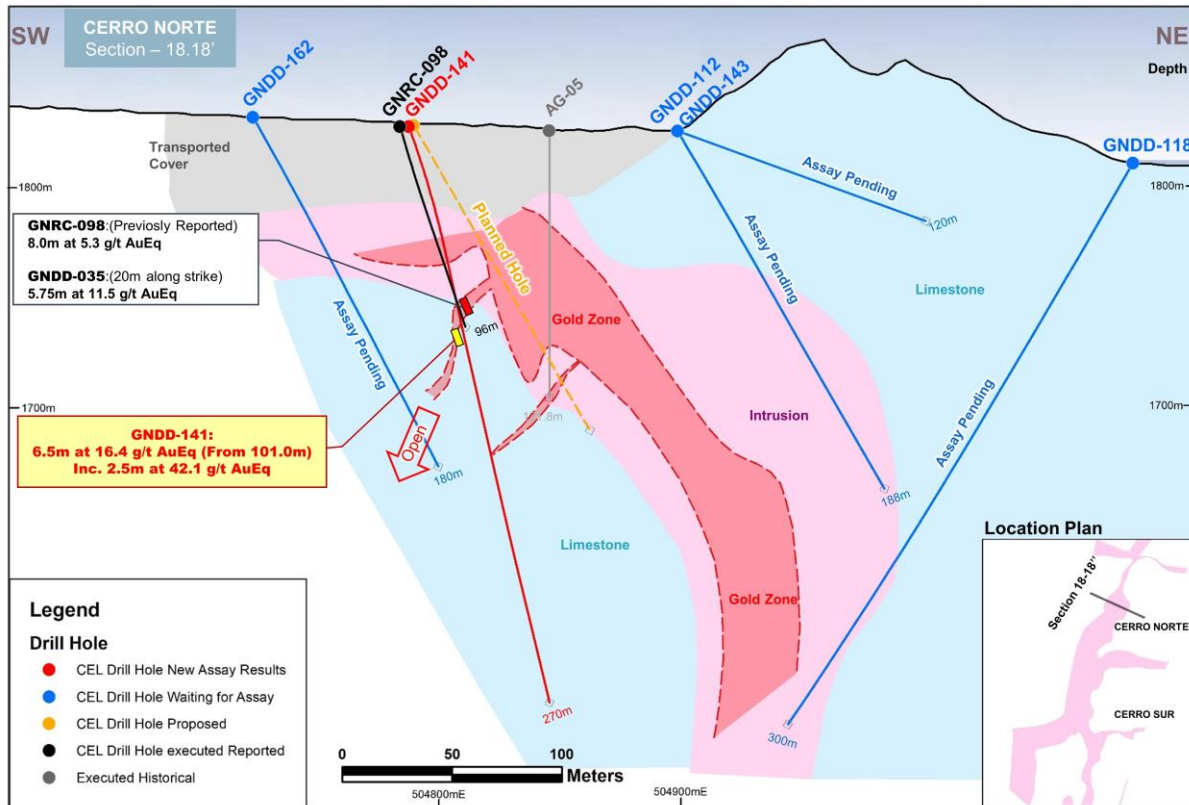 SW
CERRO NORTE
Section – 18.18’
NE
Depth
GNDD-162
GNRC-098
GNDD-141
AG-05
GNDD-112
GNDD-143
GNDD-118
Transported
Cover
1800m
1800m
Assay Pending
120m
GNRC-098:(Previosly Reported)
8.0m at 5.3 g/t AuEq
GNDD-035:(20m along strike)
5.75m at 11.5 g/t AuEq
Planned Hole
Assay Pending
Limestone
Assay Pending
96m
Gold Zone
Assay Pending
1700m
1700m
Intrusion
GNDD-141:
6.5m at 16.4 g/t AuEq (From 101.0m)
Inc. 2.5m at 42.1 g/t AuEq
Open
180m
188m
Limestone
Gold Zone
270m
300m
Location Plan
Section 18-18’’
CERRO NORTE
CERRO SUR
Legend
Drill Hole
CEL Drill Hole New Assay Results
CEL Drill Hole Waiting for Assay
CEL Drill Hole Proposed
CEL Drill Hole executed Reported
Executed Historical
0 50 100
Meters
504800mE
504900mE